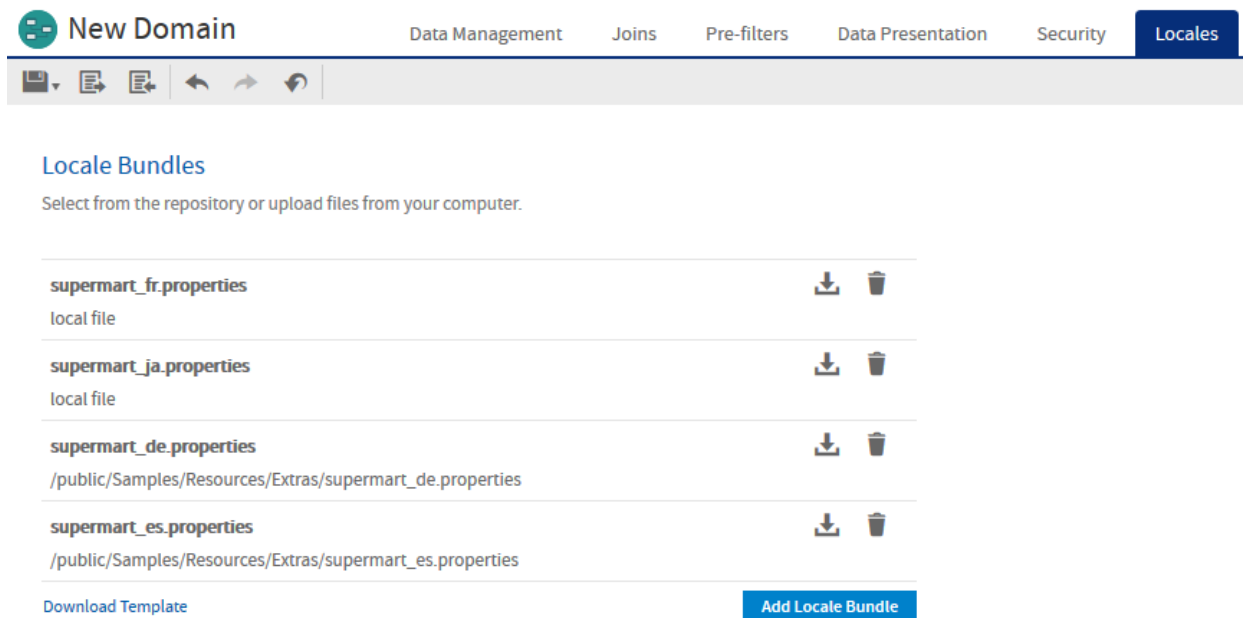 New Domain
Data Management Joins Pre-filters Data Presentation Security Locales
Locale Bundles
Select from the repository or upload files from your computer.
supermart_fr.properties
local file
supermart_ja.properties
local file
supermart_de.properties
/public/Samples/Resources/Extras/supermart_de.properties
supermart_es.properties
/public/Samples/Resources/Extras/supermart_es.properties
Download Template Add Locale Bundle